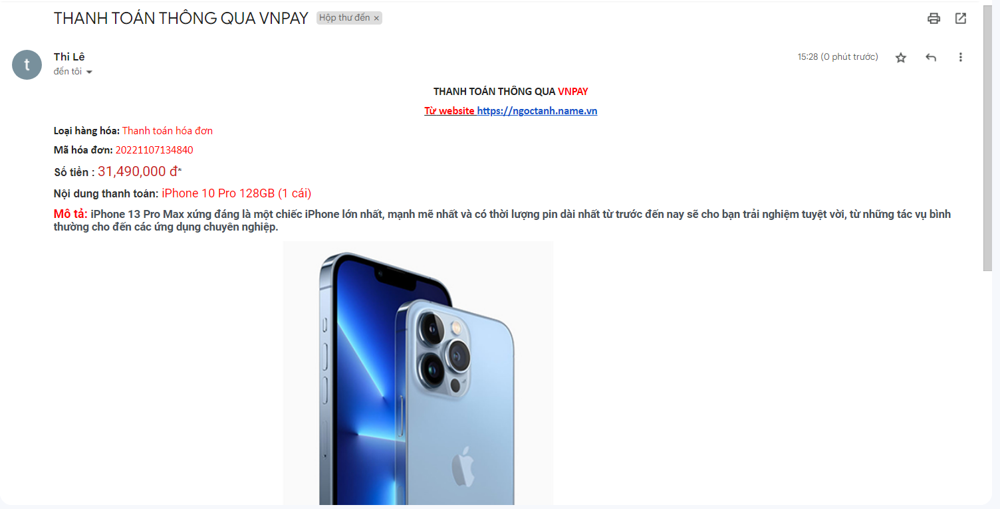 THANH TOÁN THÔNG QUA VNPAY Hộp thư đến ×
Thi Lê 15:28 (0 phút trước)
t
đến tôi
THANH TOÁN THÔNG QUA VNPAY
Từ website https://ngoctanh.name.vn
Loại hàng hóa: Thanh toán hóa đơn
Mã hóa đơn: 20221107134840
Số tiền : 31,490,000 đ*
Nội dung thanh toán: iPhone 10 Pro 128GB (1 cái)
Mô tả: iPhone 13 Pro Max xứng đáng là một chiếc iPhone lớn nhất, mạnh mẽ nhất và có thời lượng pin dài nhất từ trước đến nay sẽ cho bạn trải nghiệm tuyệt vời, từ những tác vụ bình
thường cho đến các ứng dụng chuyên nghiệp.